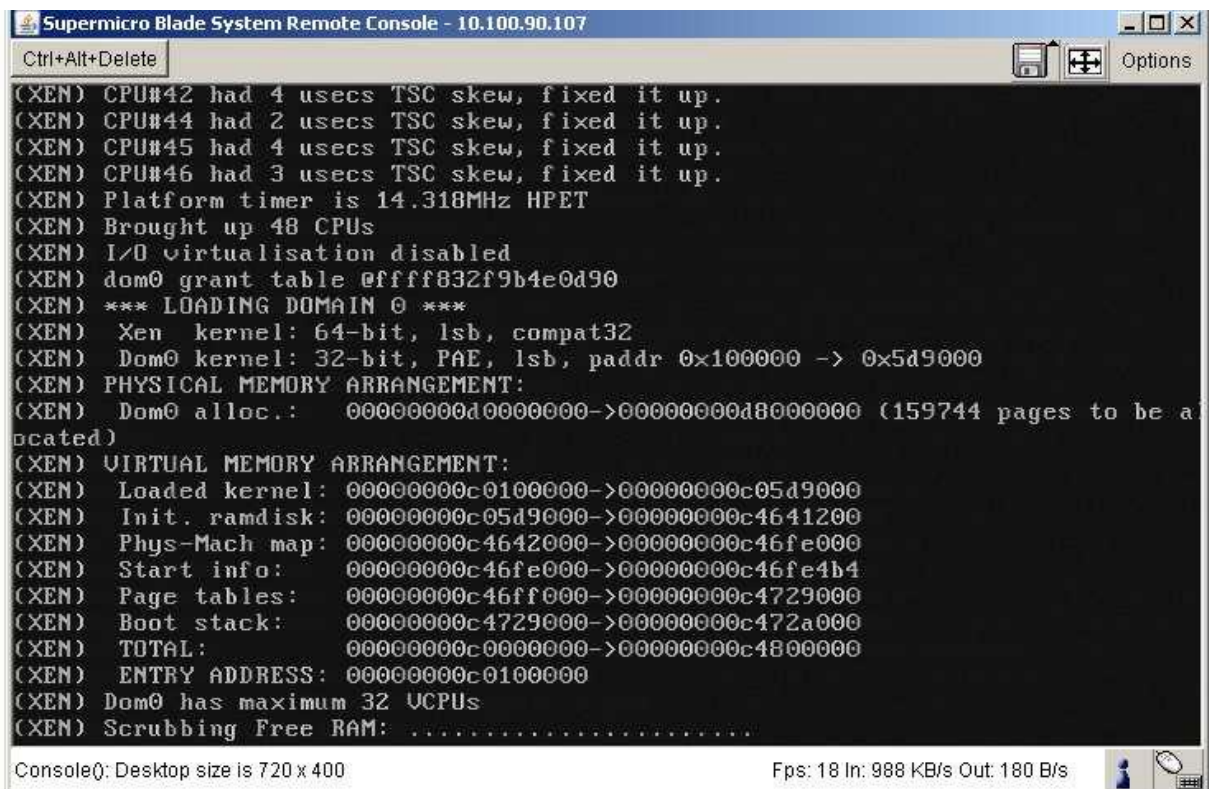 Supermicro Blade System Remote Console - 10.100.90.107
Ctrl+Alt+Delete
Options
(XEN) CPU#42 had 4 usecs TSC skew, fixed it up.
(XEN) CPU#44 had 2 usecs TSC skew, fixed it up.
(XEN) CPU#45 had 4 usecs TSC skew, fixed it up.
(XEN) CPU#46 had 3 usecs TSC skew, fixed it up.
(XEN) Platform timer is 14.318MHz HPET
(XEN) Brought up 48 CPUs
(XEN) I/O virtualisation disabled
(XEN) dom0 grant table @ffff832f9b4e0d90
(XEN) *** LOADING DOMAIN 0 ***
(XEN)  Xen  kernel: 64-bit, lsb, compat32
(XEN)  Dom0 kernel: 32-bit, PAE, lsb, paddr 0x100000 -> 0x5d9000
(XEN) PHYSICAL MEMORY ARRANGEMENT:
(XEN)  Dom0 alloc.:   00000000d0000000->00000000d8000000 (159744 pages to be al
ocated)
(XEN) VIRTUAL MEMORY ARRANGEMENT:
(XEN)  Loaded kernel: 00000000c0100000->00000000c05d9000
(XEN)  Init. ramdisk: 00000000c05d9000->00000000c4641200
(XEN)  Phys-Mach map: 00000000c4642000->00000000c46fe000
(XEN)  Start info:    00000000c46fe000->00000000c46fe4b4
(XEN)  Page tables:   00000000c46ff000->00000000c4729000
(XEN)  Boot stack:    00000000c4729000->00000000c472a000
(XEN)  TOTAL:         00000000c0000000->00000000c4800000
(XEN)  ENTRY ADDRESS: 00000000c0100000
(XEN) Dom0 has maximum 32 VCPUs
(XEN) Scrubbing Free RAM: .......................
Console(): Desktop size is 720 x 400
Fps: 18 In: 988 KB/s Out: 180 B/s